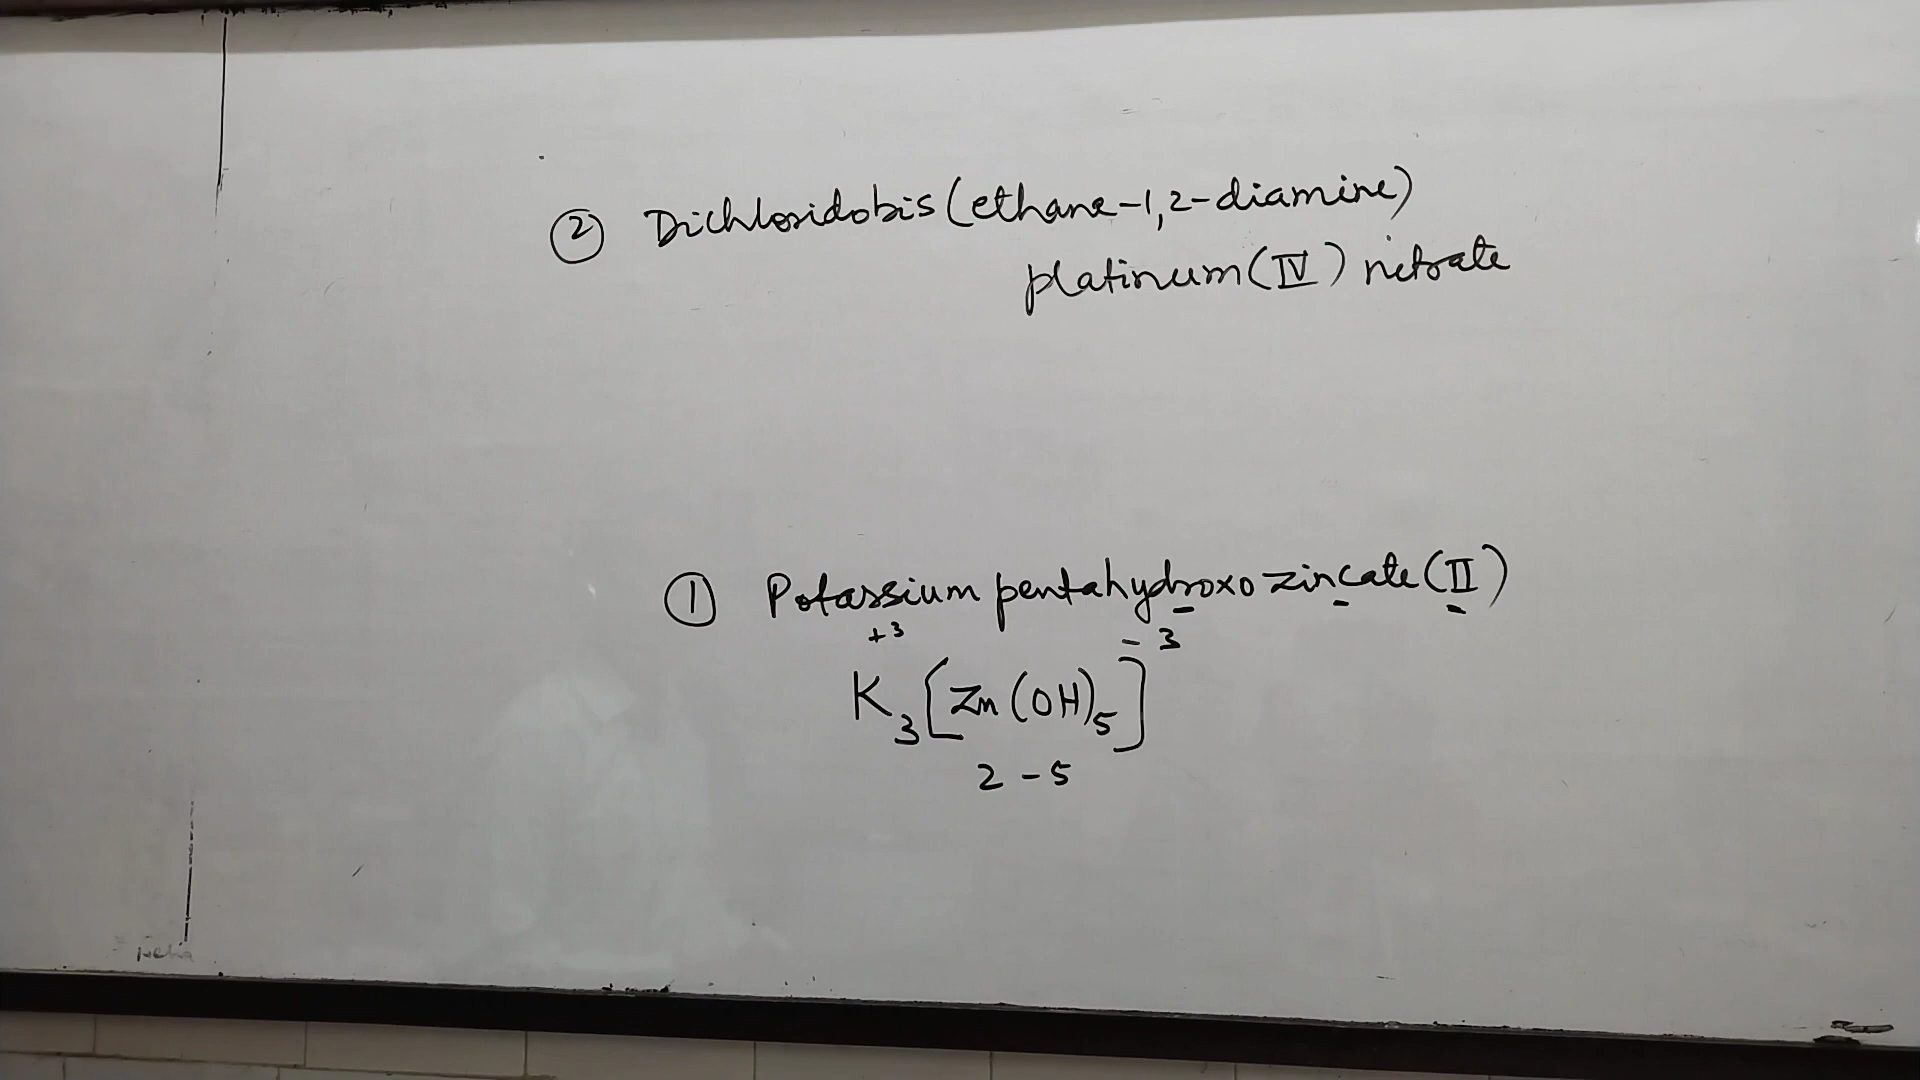 ② Dichloridobis (ethane-1,2-diamine)
platinum (IV) nitrate
① Potassium pentahydroxo zincate (II)
+3 -3
K₃[Zn(OH)₅]
2 - 5